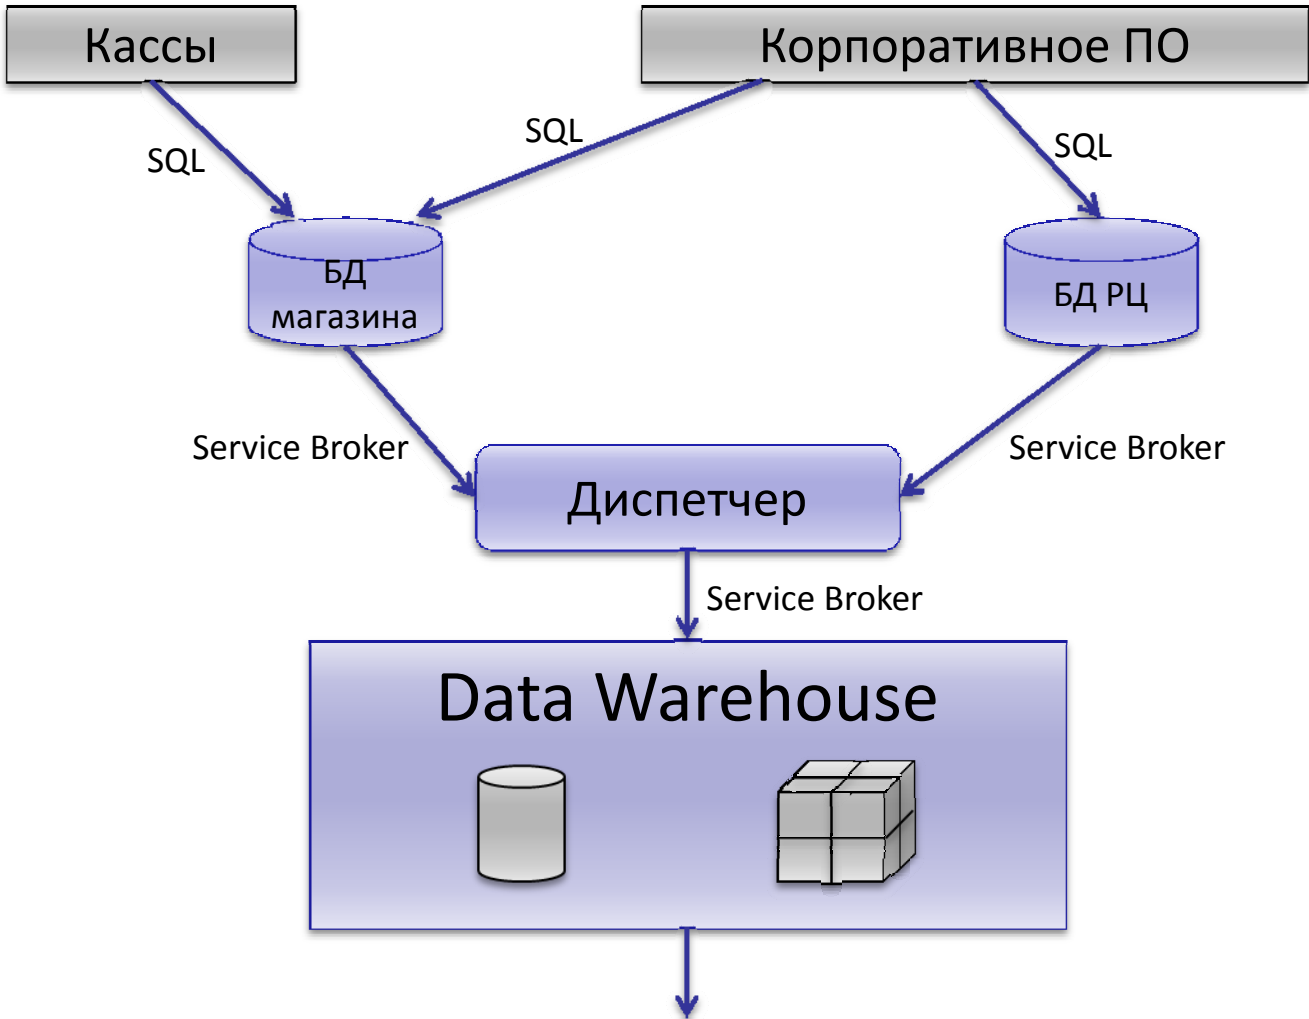 Кассы
Корпоративное ПО
SQL
SQL
SQL
БД
магазина
БД РЦ
Service Broker
Service Broker
Диспетчер
Service Broker
Data Warehouse